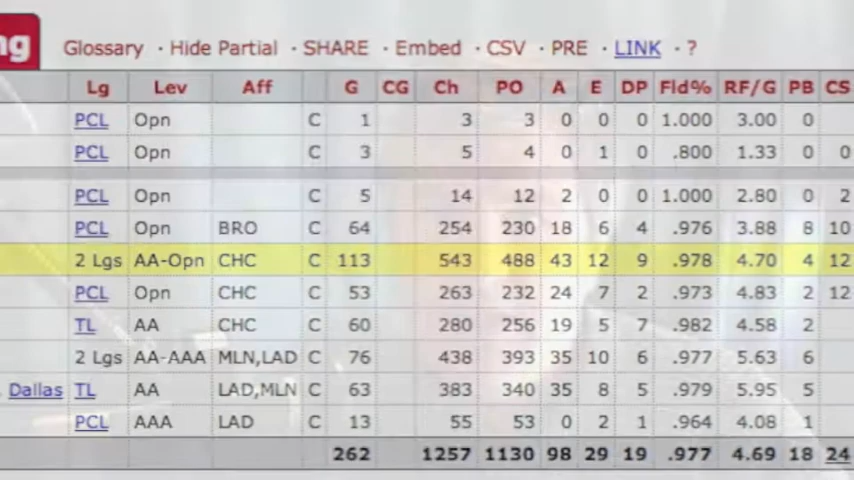 ng Glossary · Hide Partial · SHARE · Embed · CSV · PRE · LINK · ?
Lg Lev Aff G CG Ch PO A E DP Fld% RF/G PB CS
PCL Opn C 1 3 3 0 0 0 1.000 3.00 0
PCL Opn C 3 5 4 0 1 0 .800 1.33 0 0
PCL Opn C 5 14 12 2 0 0 1.000 2.80 0 2
PCL Opn BRO C 64 254 230 18 6 4 .976 3.88 8 10
2 Lgs AA-Opn CHC C 113 543 488 43 12 9 .978 4.70 4 12
PCL Opn CHC C 53 263 232 24 7 2 .973 4.83 2 12
TL AA CHC C 60 280 256 19 5 7 .982 4.58 2
2 Lgs AA-AAA MLN,LAD C 76 438 393 35 10 6 .977 5.63 6
, Dallas TL AA LAD,MLN C 63 383 340 35 8 5 .979 5.95 5
PCL AAA LAD C 13 55 53 0 2 1 .964 4.08 1
262 1257 1130 98 29 19 .977 4.69 18 24